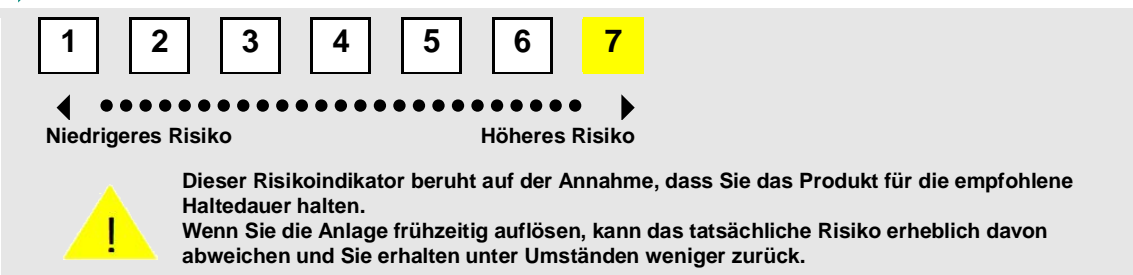 1 2 3 4 5 6 7
Niedrigeres Risiko Höheres Risiko
! Dieser Risikoindikator beruht auf der Annahme, dass Sie das Produkt für die empfohlene
Haltedauer halten.
Wenn Sie die Anlage frühzeitig auflösen, kann das tatsächliche Risiko erheblich davon
abweichen und Sie erhalten unter Umständen weniger zurück.